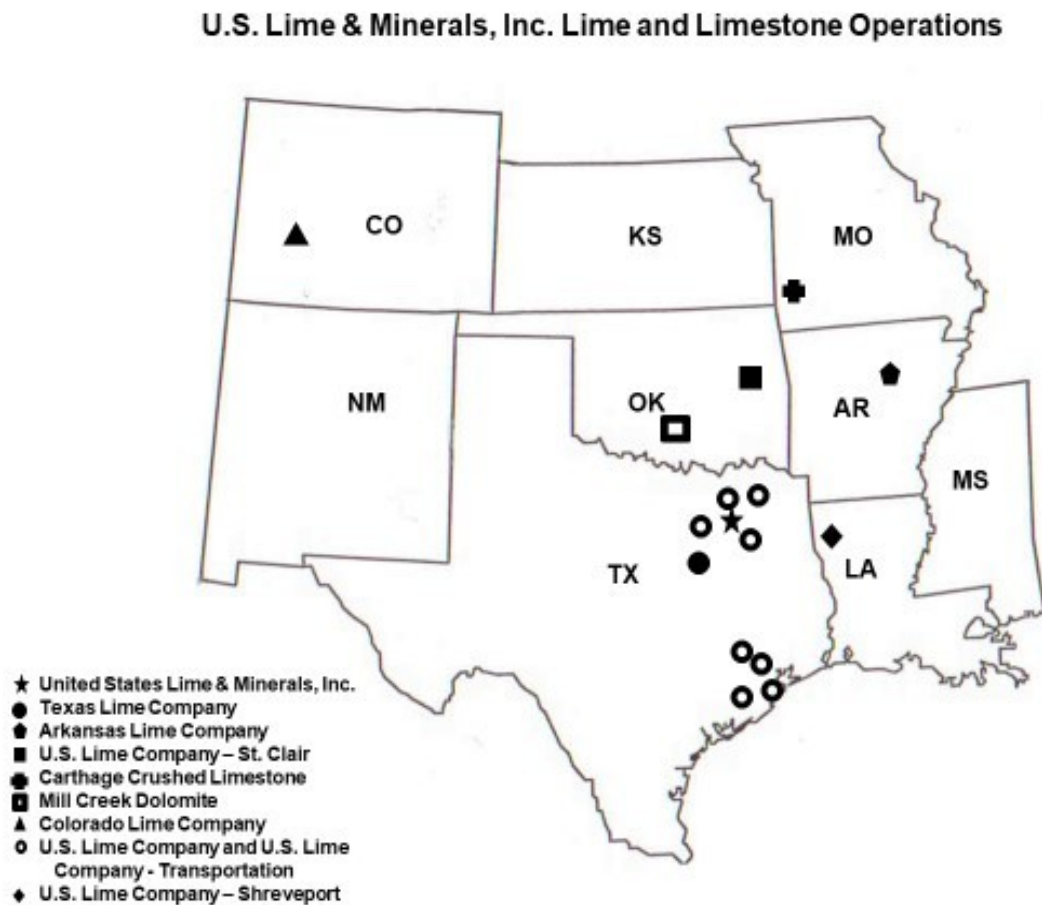 U.S. Lime & Minerals, Inc. Lime and Limestone Operations
CO
KS
MO
NM
OK
AR
MS
TX
LA
United States Lime & Minerals, Inc.
Texas Lime Company
Arkansas Lime Company
U.S. Lime Company – St. Clair
Carthage Crushed Limestone
Mill Creek Dolomite
Colorado Lime Company
U.S. Lime Company and U.S. Lime
Company - Transportation
U.S. Lime Company – Shreveport